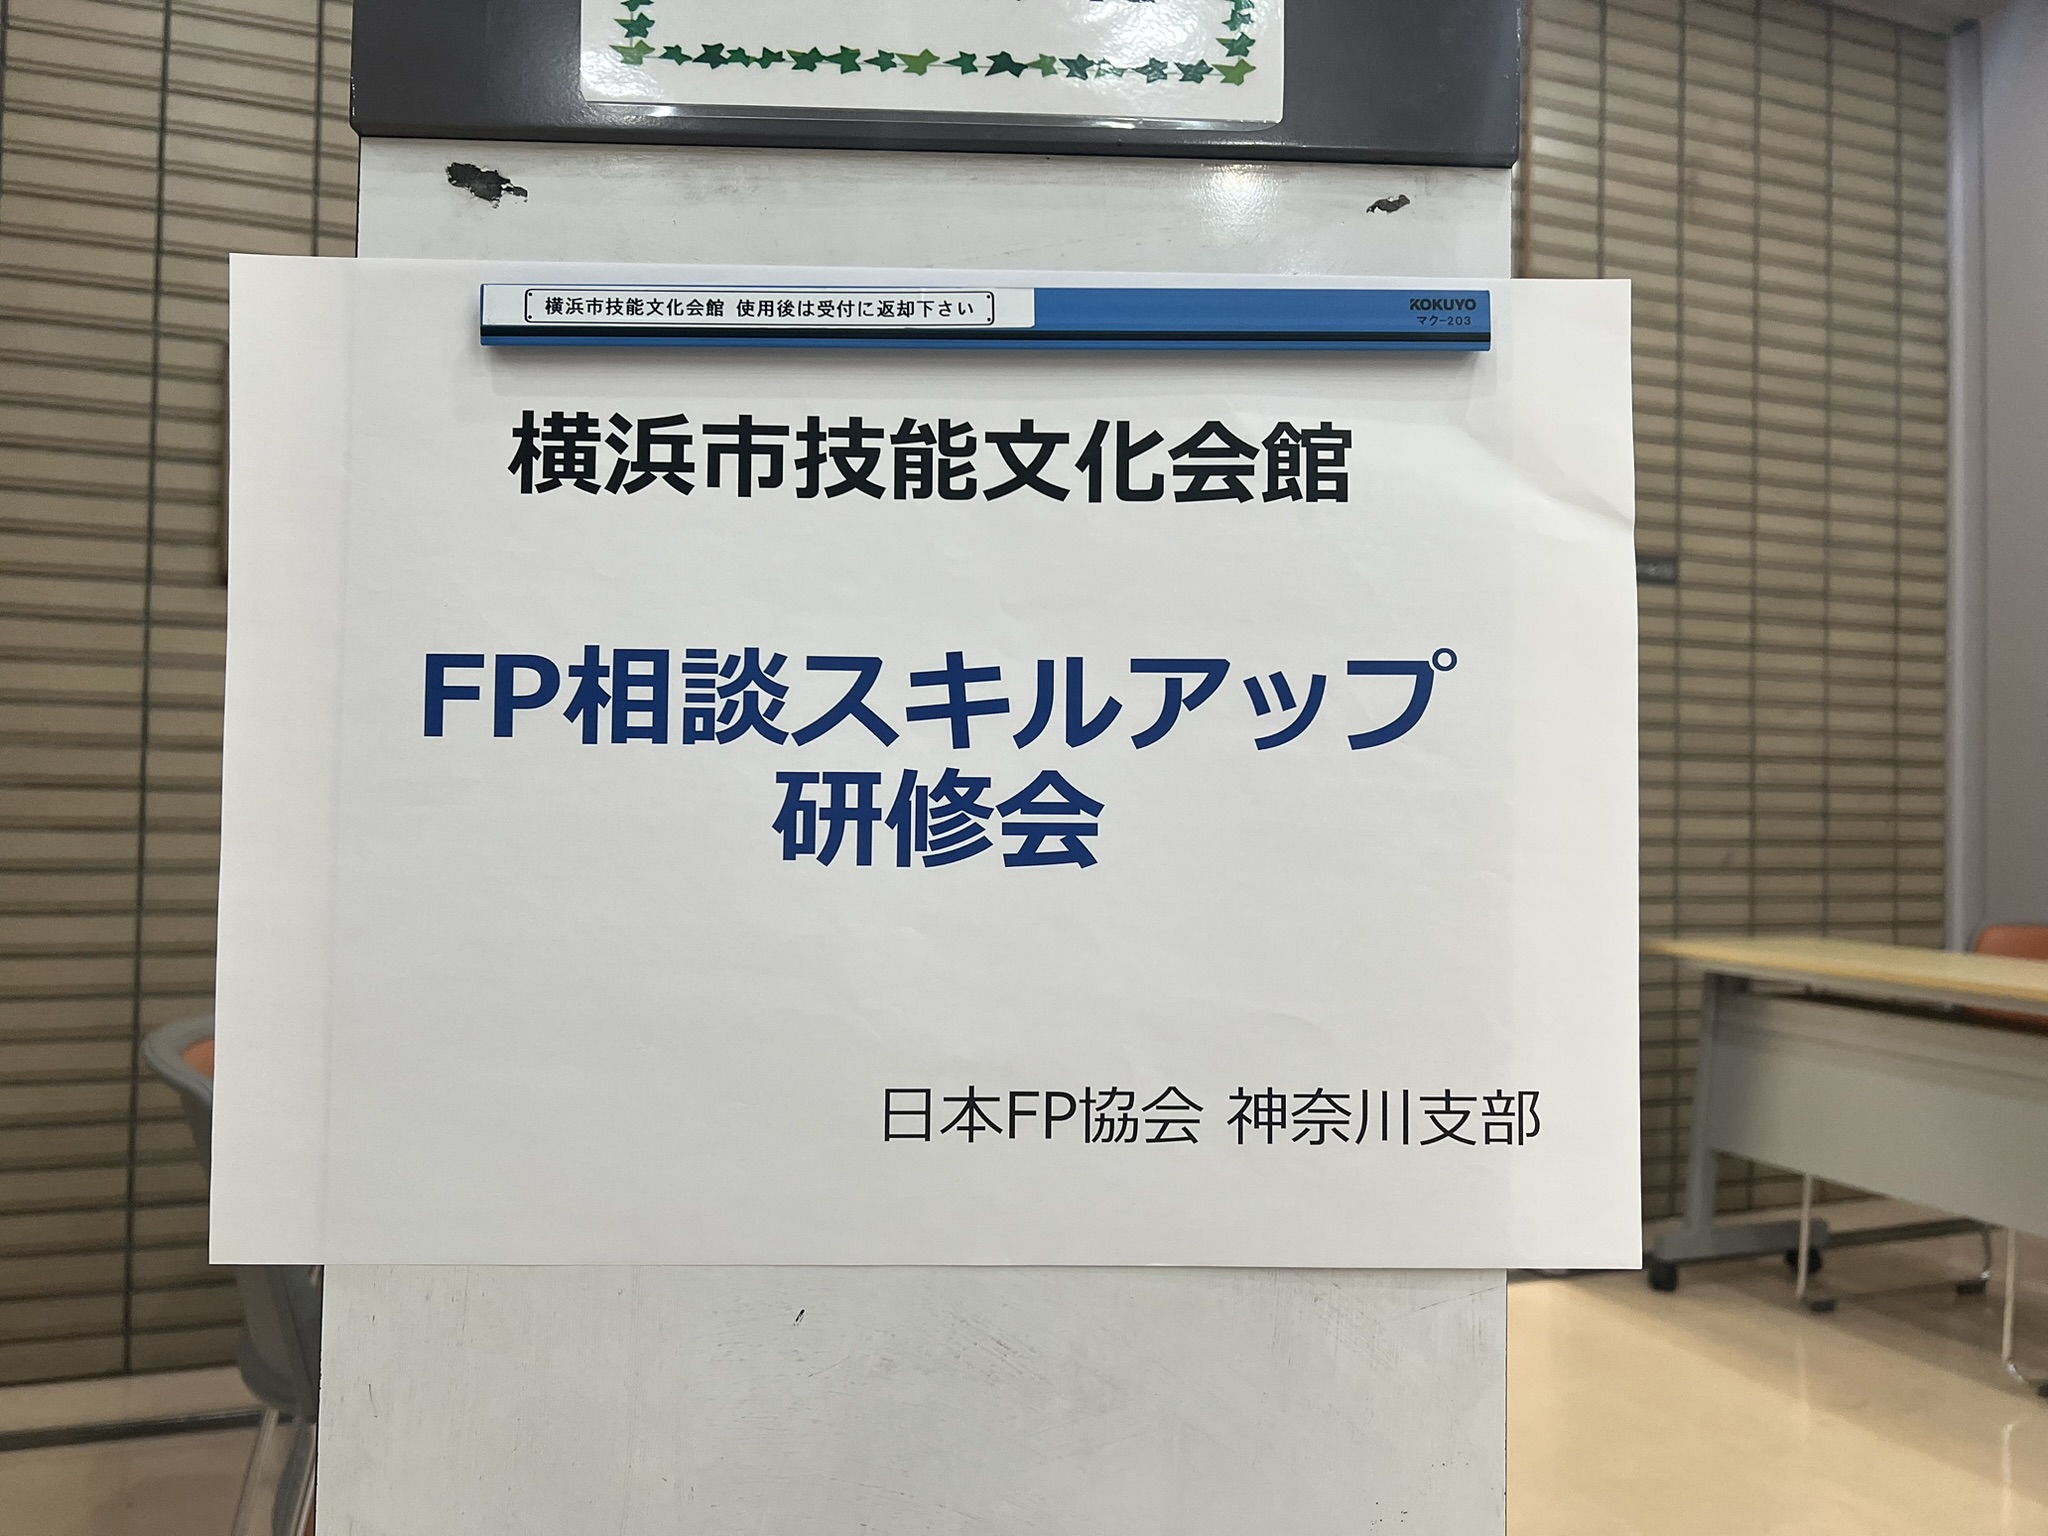 横浜市技能文化会館 使用後は受付に返却下さい
KOKUYO
マク-203
横浜市技能文化会館
FP相談スキルアップ
研修会
日本FP協会 神奈川支部